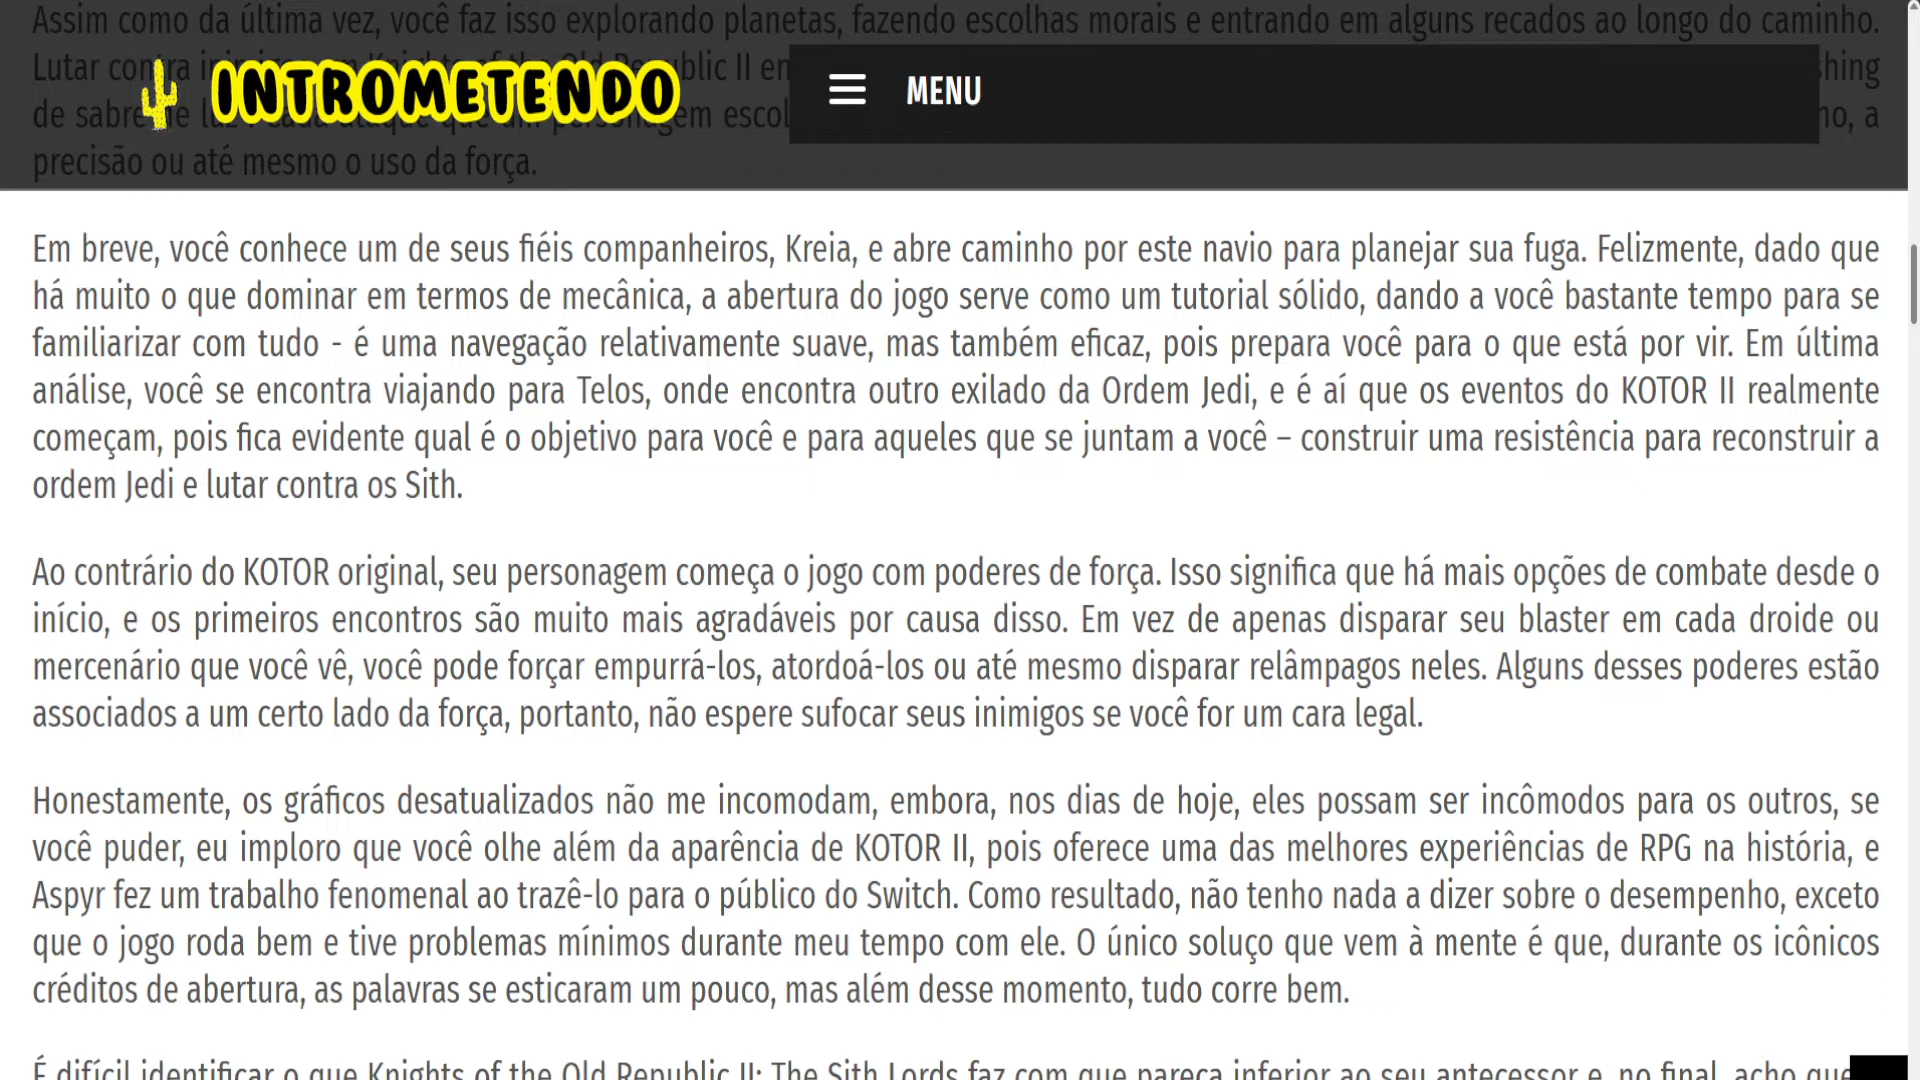 Assim como da última vez, você faz isso explorando planetas, fazendo escolhas morais e entrando em alguns recados ao longo do caminho.
Lutar contra Knights of the Old Republic II en shing
INTROMETENDO
MENU
de sabre de luz cada ataque que um personagem escol no, a
precisão ou até mesmo o uso da força.
Em breve, você conhece um de seus fiéis companheiros, Kreia, e abre caminho por este navio para planejar sua fuga. Felizmente, dado que
há muito o que dominar em termos de mecânica, a abertura do jogo serve como um tutorial sólido, dando a você bastante tempo para se
familiarizar com tudo - é uma navegação relativamente suave, mas também eficaz, pois prepara você para o que está por vir. Em última
análise, você se encontra viajando para Telos, onde encontra outro exilado da Ordem Jedi, e é aí que os eventos do KOTOR II realmente
começam, pois fica evidente qual é o objetivo para você e para aqueles que se juntam a você – construir uma resistência para reconstruir a
ordem Jedi e lutar contra os Sith.
Ao contrário do KOTOR original, seu personagem começa o jogo com poderes de força. Isso significa que há mais opções de combate desde o
início, e os primeiros encontros são muito mais agradáveis por causa disso. Em vez de apenas disparar seu blaster em cada droide ou
mercenário que você vê, você pode forçar empurrá-los, atordoá-los ou até mesmo disparar relâmpagos neles. Alguns desses poderes estão
associados a um certo lado da força, portanto, não espere sufocar seus inimigos se você for um cara legal.
Honestamente, os gráficos desatualizados não me incomodam, embora, nos dias de hoje, eles possam ser incômodos para os outros, se
você puder, eu imploro que você olhe além da aparência de KOTOR II, pois oferece uma das melhores experiências de RPG na história, e
Aspyr fez um trabalho fenomenal ao trazê-lo para o público do Switch. Como resultado, não tenho nada a dizer sobre o desempenho, exceto
que o jogo roda bem e tive problemas mínimos durante meu tempo com ele. O único soluço que vem à mente é que, durante os icônicos
créditos de abertura, as palavras se esticaram um pouco, mas além desse momento, tudo corre bem.
É difícil identificar o que Knights of the Old Republic II: The Sith Lords faz com que pareça inferior ao seu antecessor e, no final, acho que